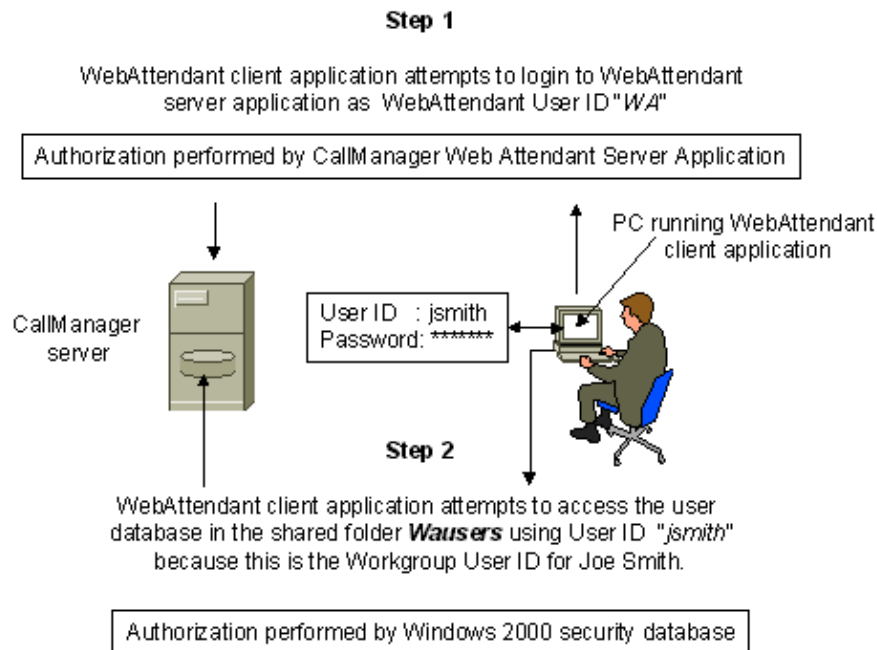 Step 1
WebAttendant client application attempts to login to WebAttendant
server application as WebAttendant User ID "WA"
Authorization performed by CallManager Web Attendant Server Application
PC running WebAttendant
client application
CallManager
server
User ID : jsmith
Password: *******
Step 2
WebAttendant client application attempts to access the user
database in the shared folder Wausers using User ID "jsmith"
because this is the Workgroup User ID for Joe Smith.
Authorization performed by Windows 2000 security database